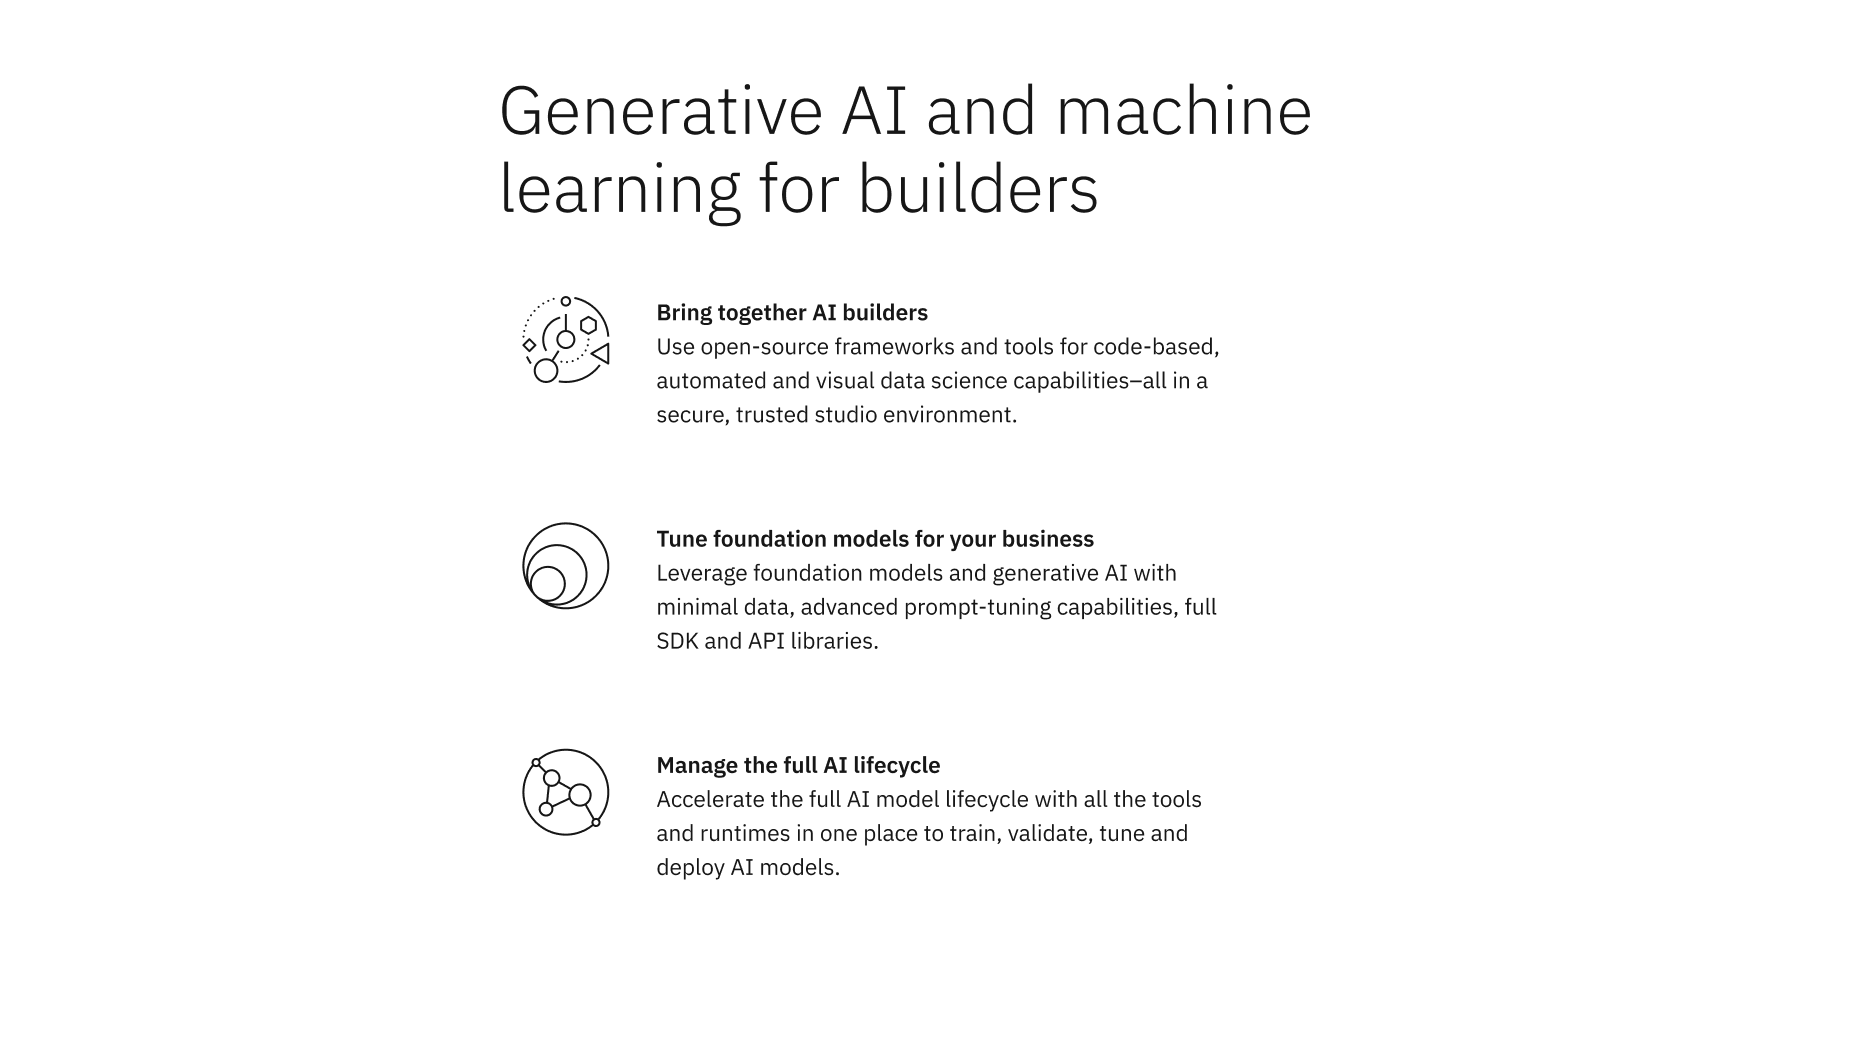 Generative AI and machine
learning for builders
Bring together AI builders
Use open-source frameworks and tools for code-based,
automated and visual data science capabilities–all in a
secure, trusted studio environment.
Tune foundation models for your business
Leverage foundation models and generative AI with
minimal data, advanced prompt-tuning capabilities, full
SDK and API libraries.
Manage the full AI lifecycle
Accelerate the full AI model lifecycle with all the tools
and runtimes in one place to train, validate, tune and
deploy AI models.